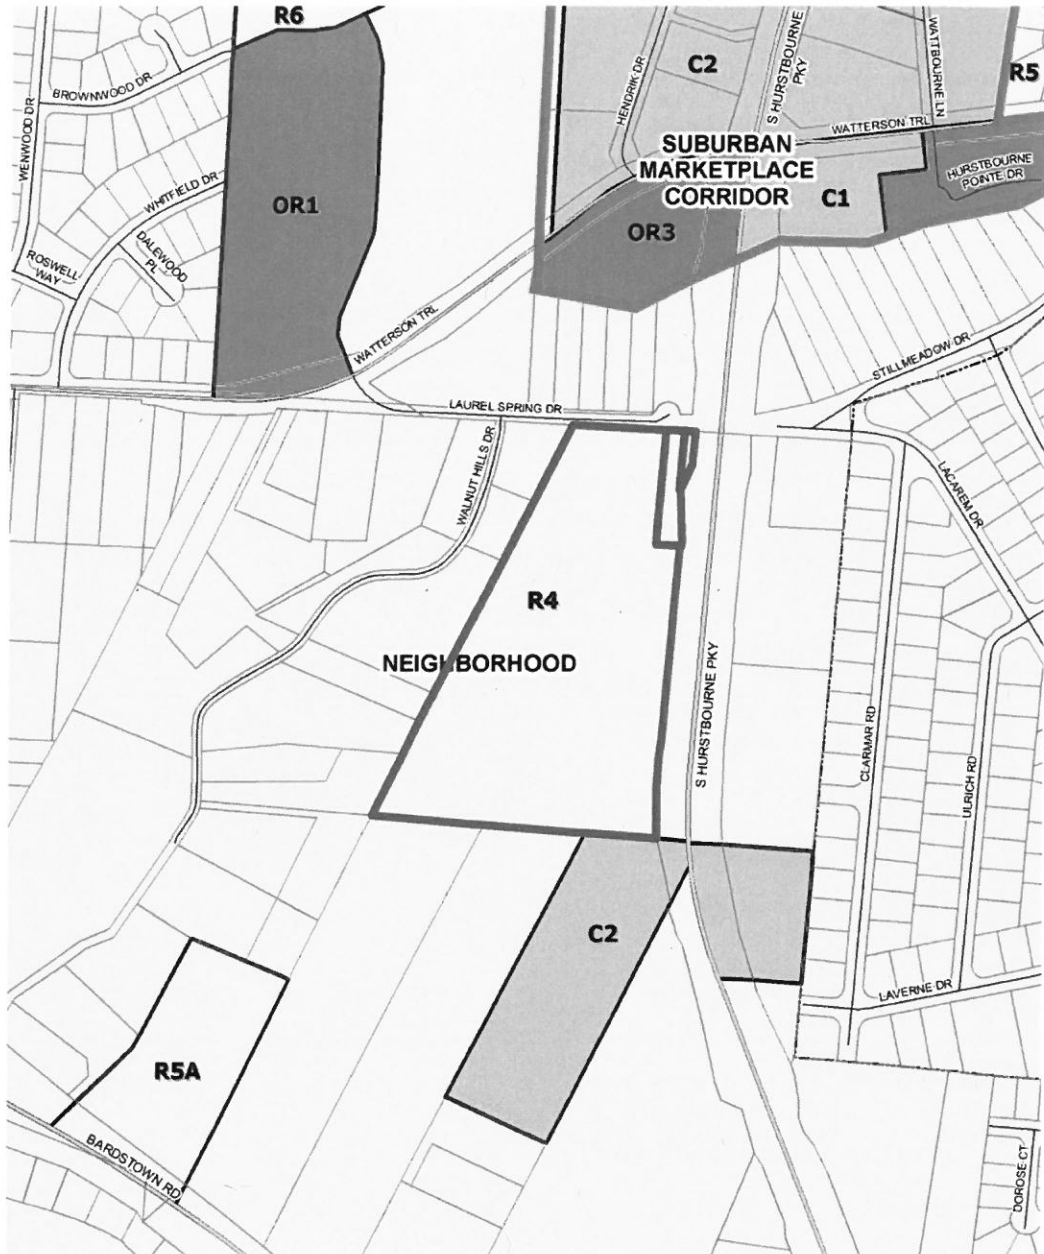 R6
R5
C2
S HURSTBOURNE
PKY
WATTBOURNE LN
HENDRIK DR
BROWNWOOD DR
WENWOOD DR
WATTERSON TRL
SUBURBAN
MARKETPLACE
CORRIDOR
HURSTBOURNE
POINTE DR
WHITFIELD DR
OR1
C1
OR3
DALEWOOD
PL
ROSWELL
WAY
WATTERSON TRL
STILLMEADOW DR
LAUREL SPRING DR
WALNUT HILLS DR
LACAREM DR
R4
NEIGHBORHOOD
S HURSTBOURNE PKY
CLARMAR RD
ULRICH RD
C2
LAVERNE DR
R5A
BARDSTOWN RD
DOROSE CT